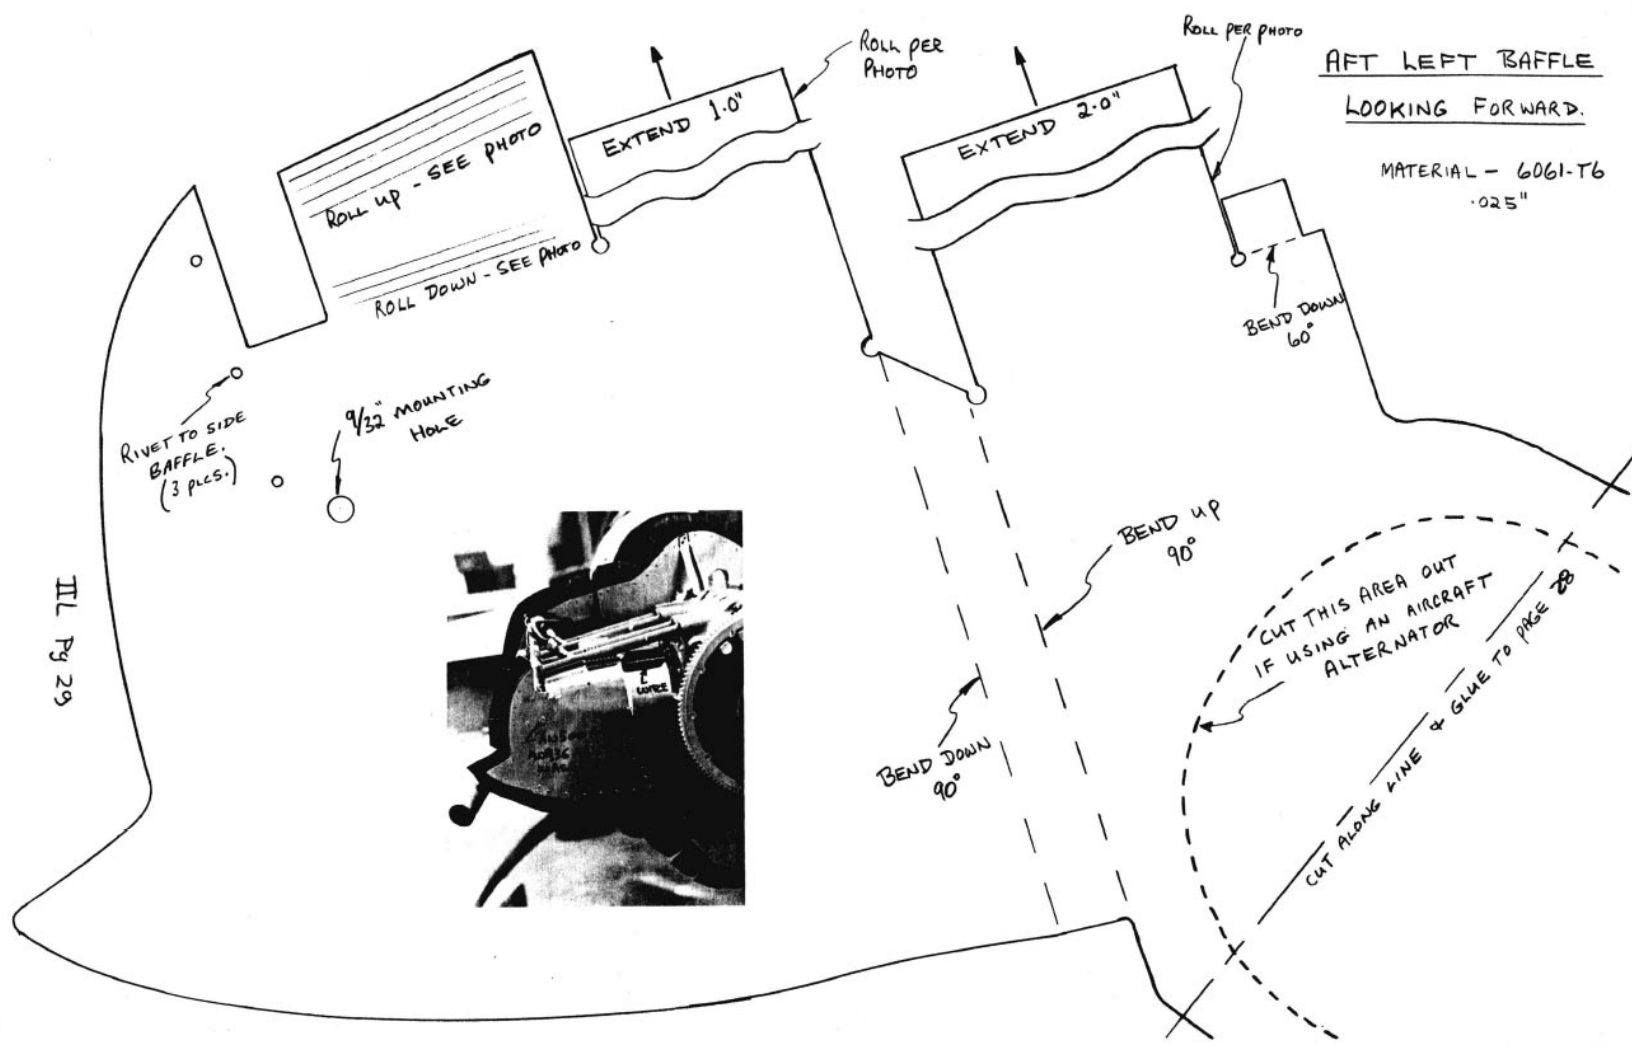 AFT LEFT BAFFLE
LOOKING FORWARD.
MATERIAL - 6061-T6
.025"
ROLL PER
PHOTO
ROLL PER PHOTO
EXTEND 1.0"
EXTEND 2.0"
ROLL UP - SEE PHOTO
ROLL DOWN - SEE PHOTO
BEND DOWN
60°
RIVET TO SIDE
BAFFLE.
(3 PLCS.)
9/32" MOUNTING
HOLE
BEND UP
90°
BEND DOWN
90°
CUT THIS AREA OUT
IF USING AN AIRCRAFT
ALTERNATOR
CUT ALONG LINE & GLUE TO PAGE 28
III L Pg 29